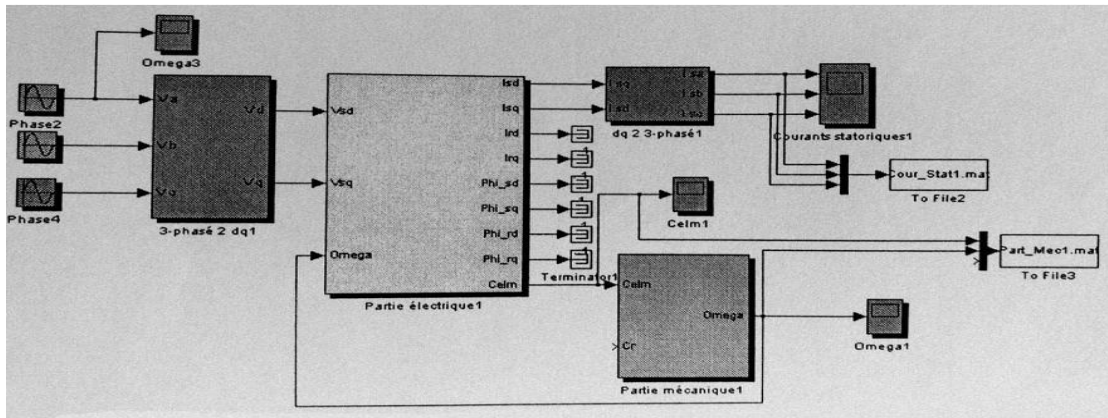 Omega3
Phase2
Phase4
Va
Vb
Vd
Vq
3-phasé 2 dq1
Vsd
Vsq
Omega
Isd
Isq
Ird
Irq
Phi_sd
Phi_sq
Phi_rd
Phi_rq
Celm
Partie électrique1
Terminator1
Isq
Isd
Isa
Isb
dq 2 3-phasé1
Courants statoriques1
Cour_Stat1.mat
To File2
Celm1
Celm
Cr
Omega
Partie mécanique1
Part_Mec1.mat
To File3
Omega1